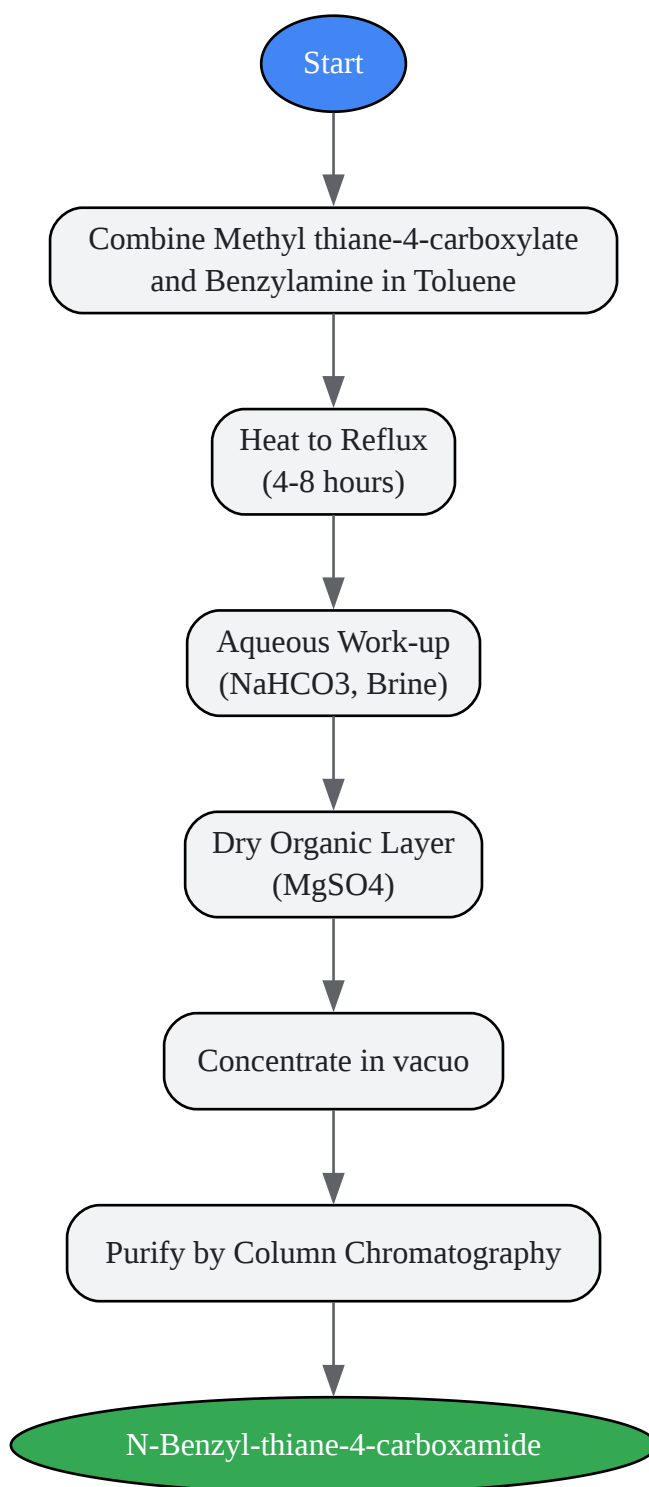 Start
Combine Methyl thiane-4-carboxylate
and Benzylamine in Toluene
Heat to Reflux
(4-8 hours)
Aqueous Work-up
(NaHCO3, Brine)
Dry Organic Layer
(MgSO4)
Concentrate in vacuo
Purify by Column Chromatography
N-Benzyl-thiane-4-carboxamide